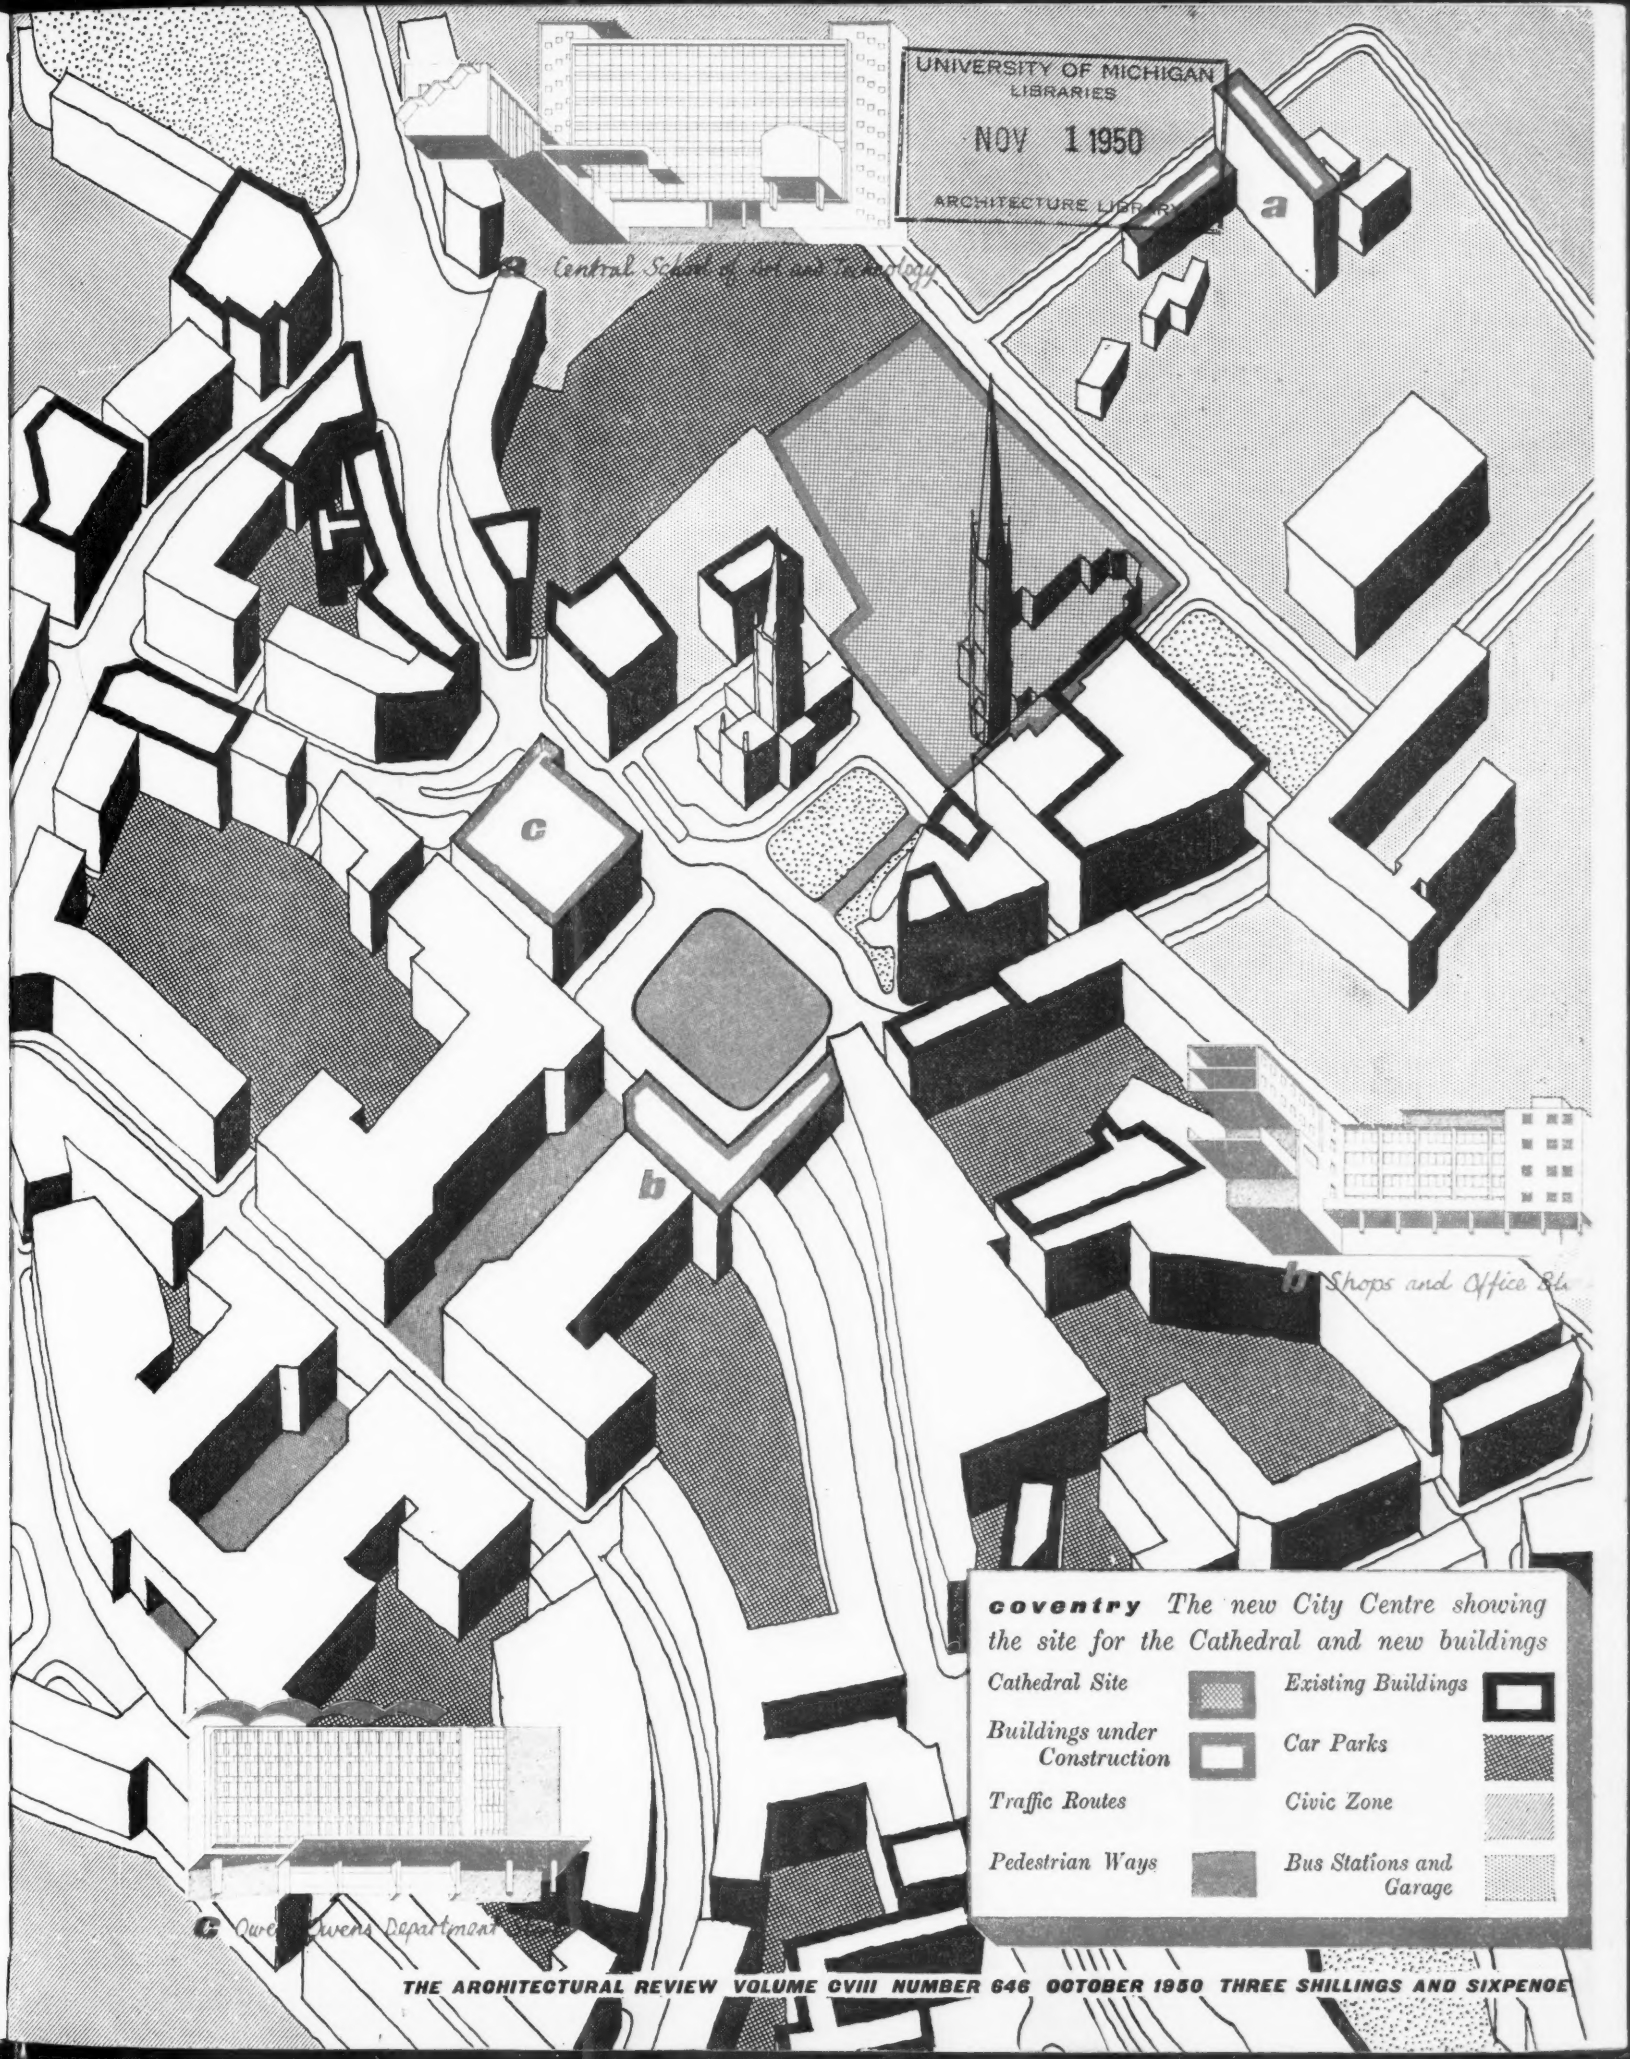 UNIVERSITY OF MICHIGAN
LIBRARIES
NOV 1 1950
ARCHITECTURE LIBRARY
a
a Central School of Art and Technology
c
b
b Shops and Office
coventry The new City Centre showing
the site for the Cathedral and new buildings
Cathedral Site
Existing Buildings
Buildings under
Construction
Car Parks
Traffic Routes
Civic Zone
Pedestrian Ways
Bus Stations and
Garage
c Owen Owens Department
THE ARCHITECTURAL REVIEW VOLUME CVIII NUMBER 646 OCTOBER 1950 THREE SHILLINGS AND SIXPENCE